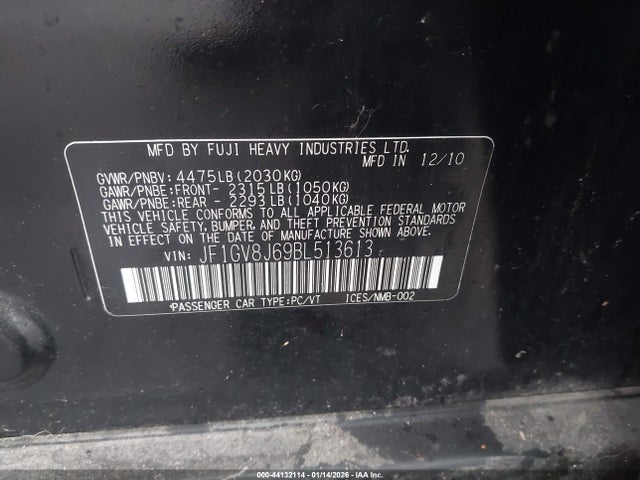 MFD BY FUJI HEAVY INDUSTRIES LTD.
MFD IN 12/10
GVWR/PNBV: 4475LB(2030KG)
GAWR/PNBE:FRONT- 2315LB(1050KG)
GAWR/PNBE:REAR - 2293LB(1040KG)
THIS VEHICLE CONFORMS TO ALL APPLICABLE FEDERAL MOTOR
VEHICLE SAFETY, BUMPER, AND THEFT PREVENTION STANDARDS
IN EFFECT ON THE DATE OF MANUFACTURE SHOWN ABOVE.
VIN: JF1GV8J69BL513613
PASSENGER CAR TYPE:PC/VT ICES/NMB-002
000-44132114 - 01/14/2026 - IAA Inc.